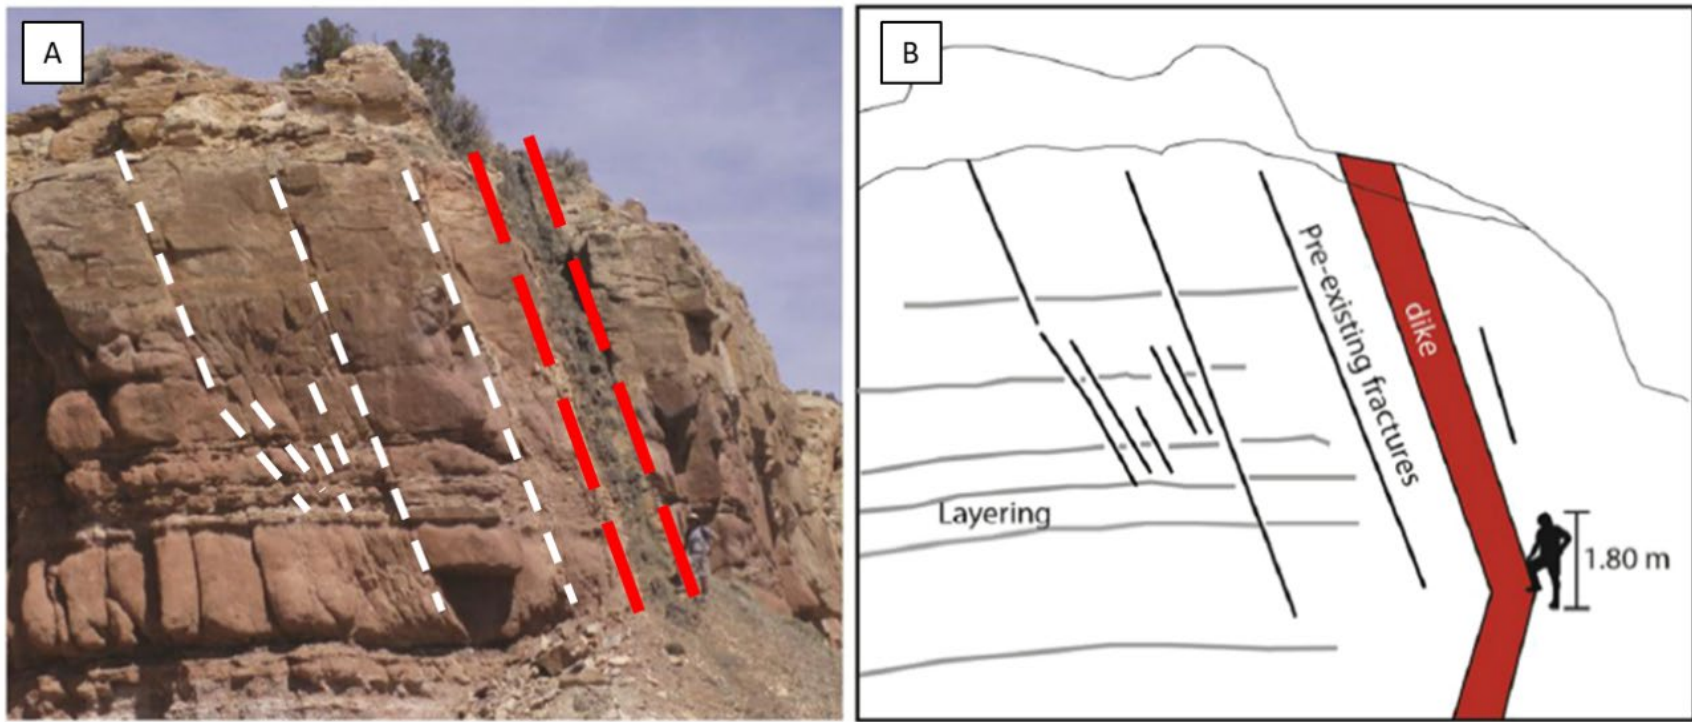 A
B
Pre-existing fractures
dike
Layering
1.80 m